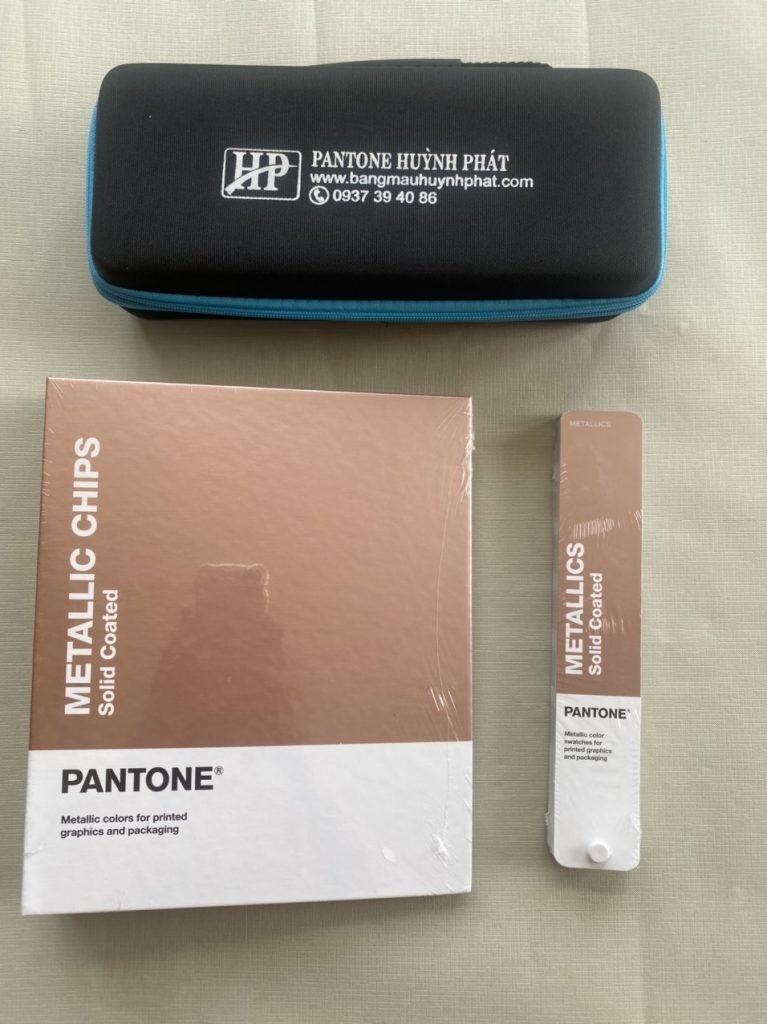 HP
PANTONE HUỲNH PHÁT
www.bangmauhuynhphat.com
0937 39 40 86
METALLIC CHIPS
Solid Coated
PANTONE®
Metallic colors for printed
graphics and packaging
METALLICS
METALLICS
Solid Coated
PANTONE®
Metallic color
swatches for
printed graphics
and packaging